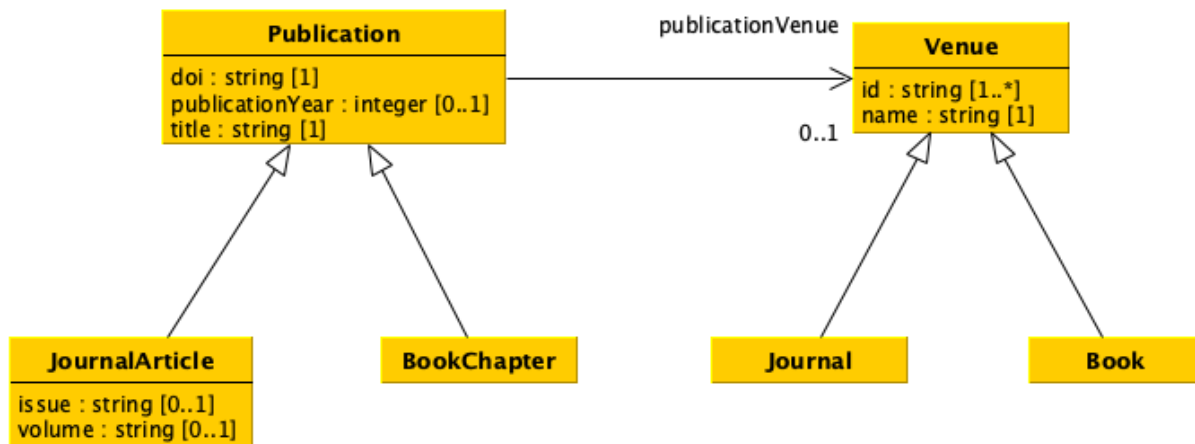 Publication
doi : string [1]
publicationYear : integer [0..1]
title : string [1]
publicationVenue
0..1
Venue
id : string [1..*]
name : string [1]
JournalArticle
issue : string [0..1]
volume : string [0..1]
BookChapter
Journal
Book